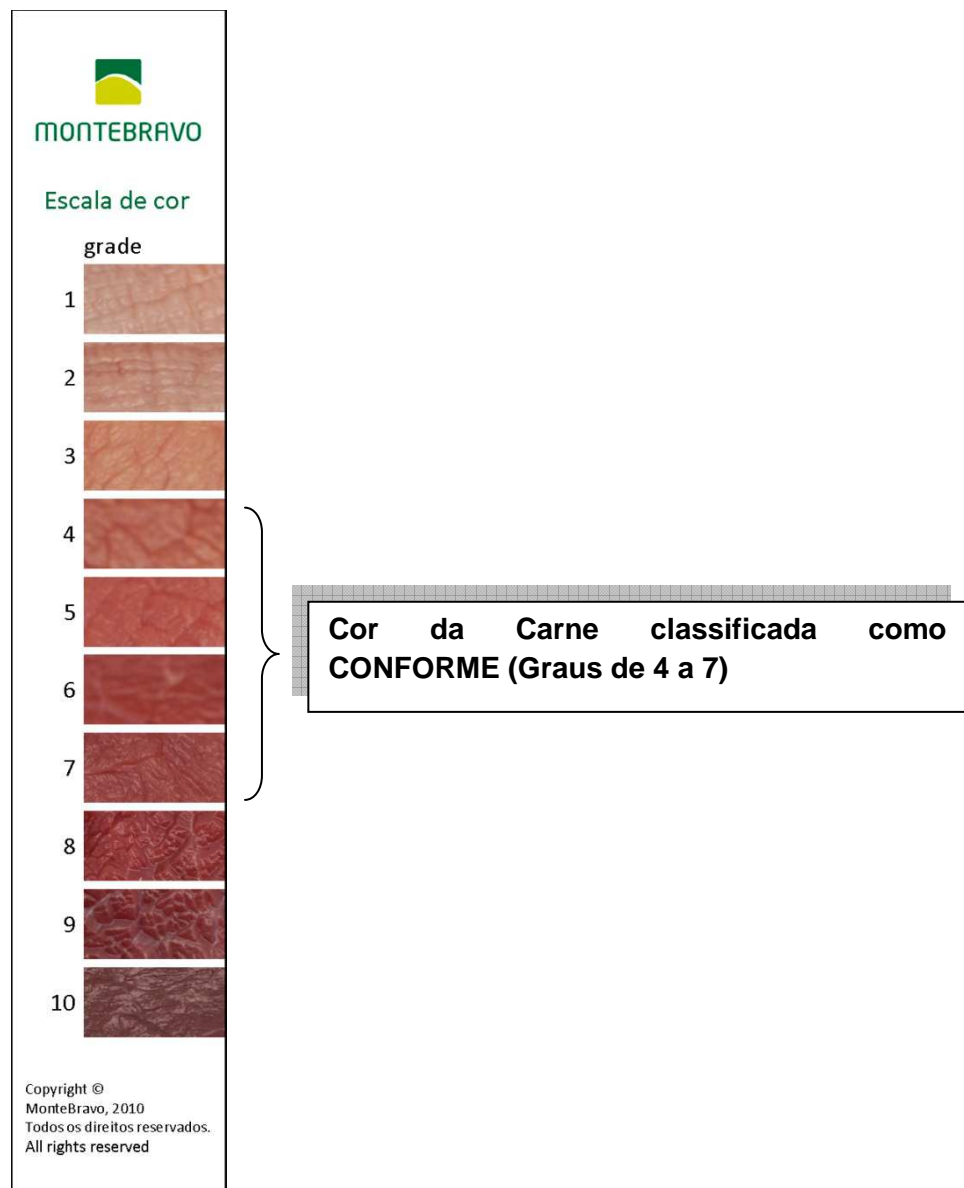 MONTEBRAVO
Escala de cor
grade
1
2
3
4
5
6
7
8
9
10
Cor da Carne classificada como
CONFORME (Graus de 4 a 7)
Copyright ©
MonteBravo, 2010
Todos os direitos reservados.
All rights reserved